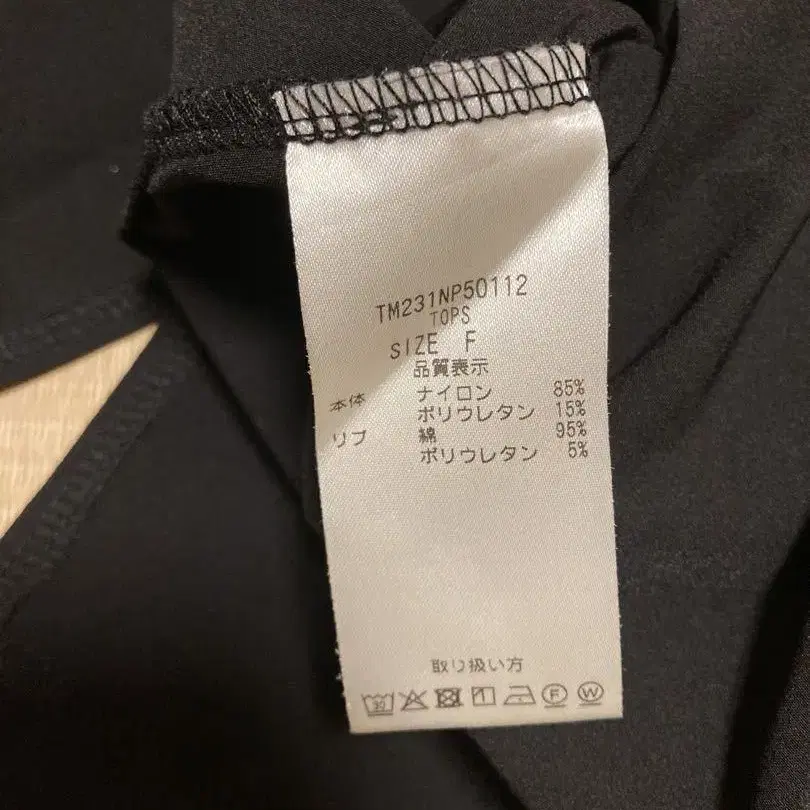 TM231NP50112
TOPS
SIZE F
品質表示
本体 ナイロン 85%
ポリウレタン 15%
リブ 綿 95%
ポリウレタン 5%
取り扱い方
30 F W